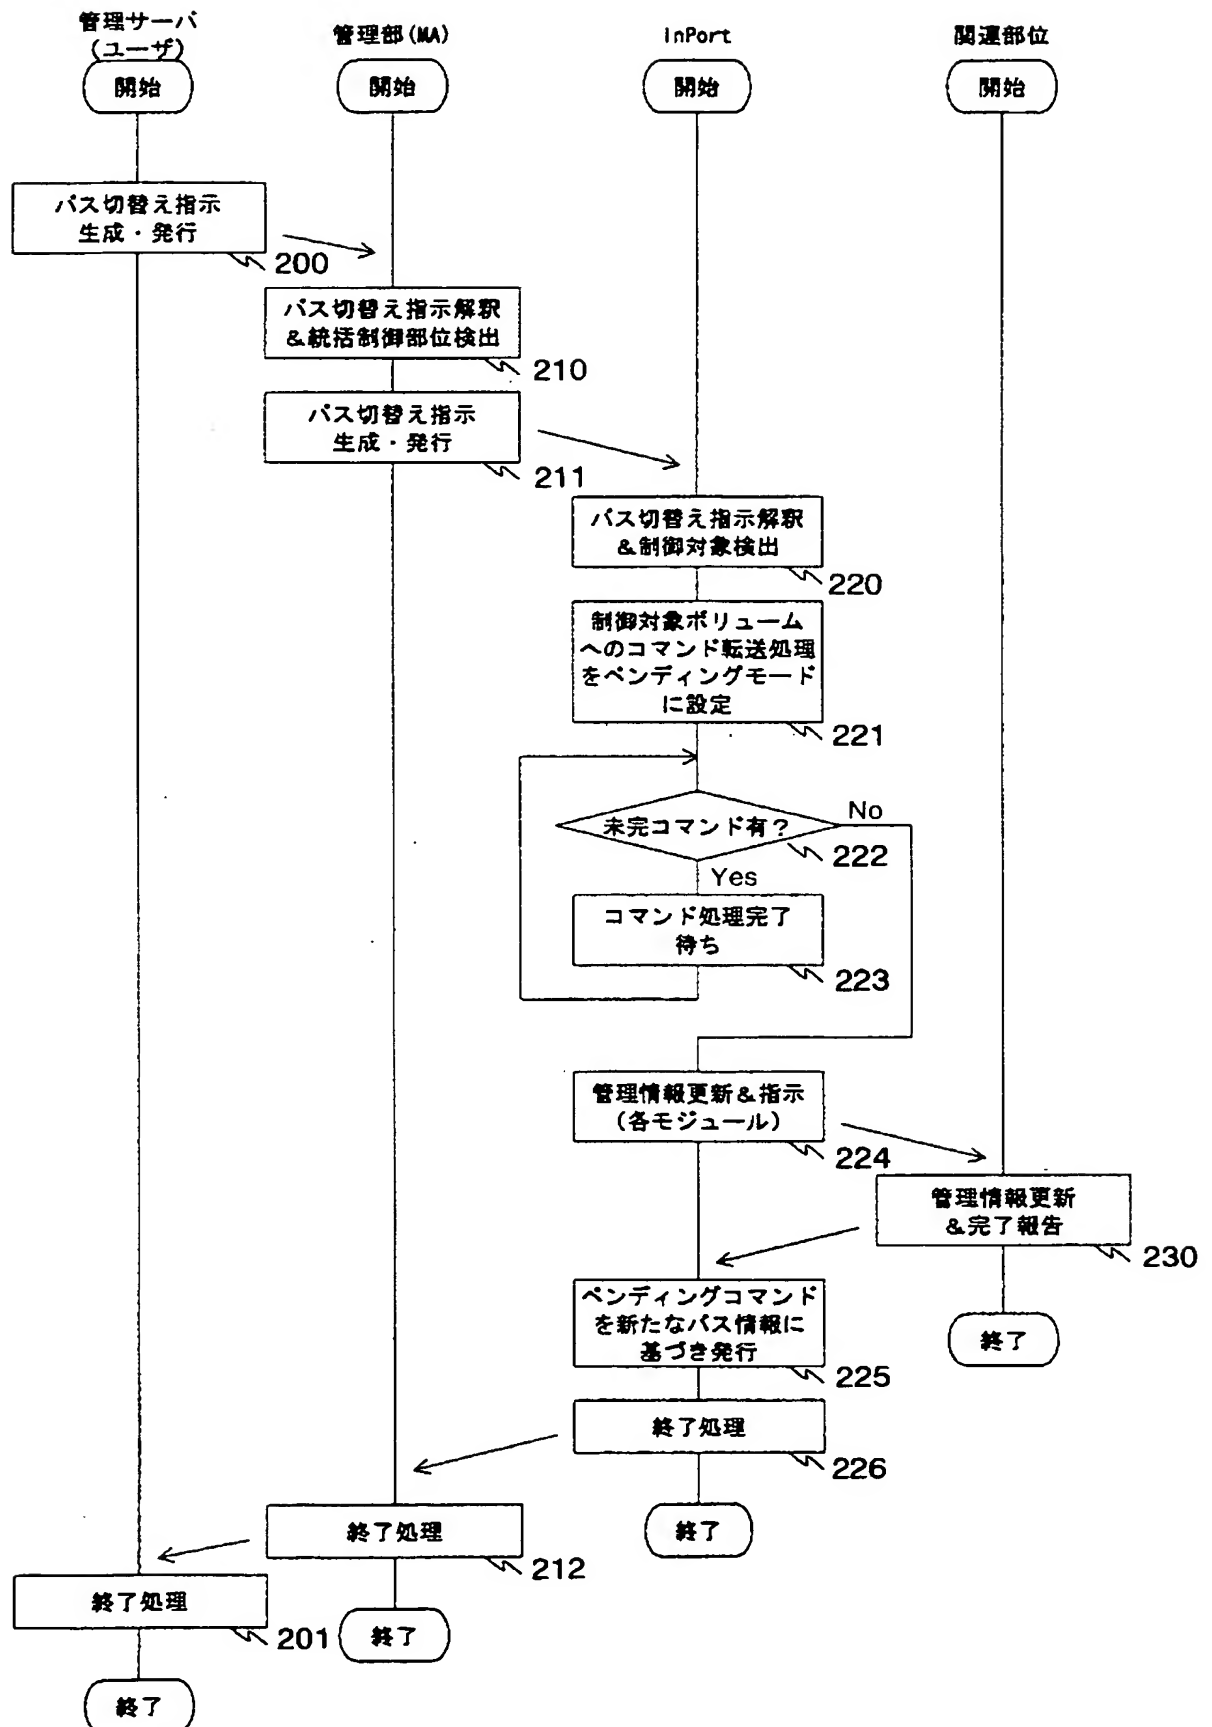 管理サーバ
(ユーザ)
管理部(MA)
InPort
関連部位
開始
開始
開始
開始
パス切替え指示
生成・発行
200
パス切替え指示解釈
&統括制御部位検出
210
パス切替え指示
生成・発行
211
パス切替え指示解釈
&制御対象検出
220
制御対象ボリューム
へのコマンド転送処理
をペンディングモード
に設定
221
未完コマンド有?
No
222
Yes
コマンド処理完了
待ち
223
管理情報更新&指示
(各モジュール)
224
管理情報更新
&完了報告
230
ペンディングコマンド
を新たなパス情報に
基づき発行
225
終了
終了処理
226
終了処理
212
終了
終了処理
201
終了
終了